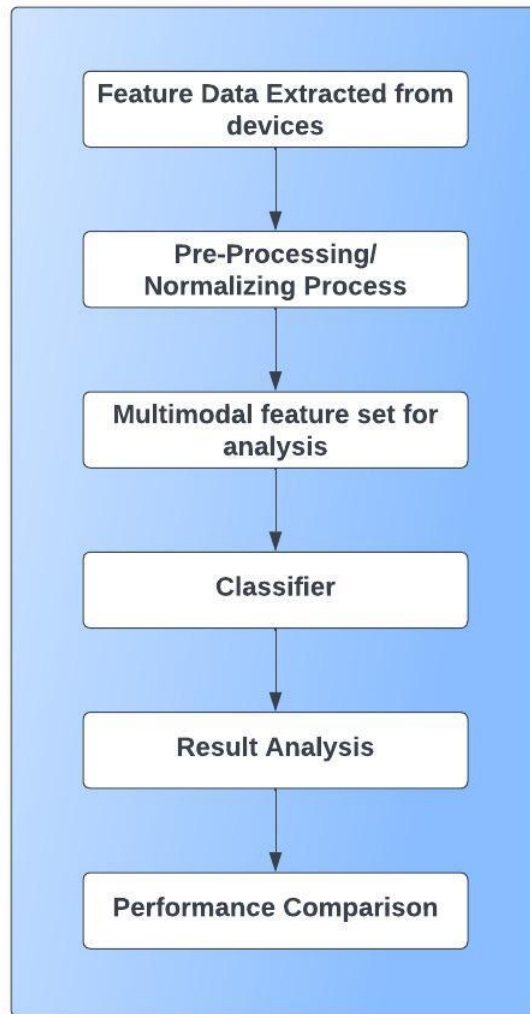 Feature Data Extracted from
devices
Pre-Processing/
Normalizing Process
Multimodal feature set for
analysis
Classifier
Result Analysis
Performance Comparison